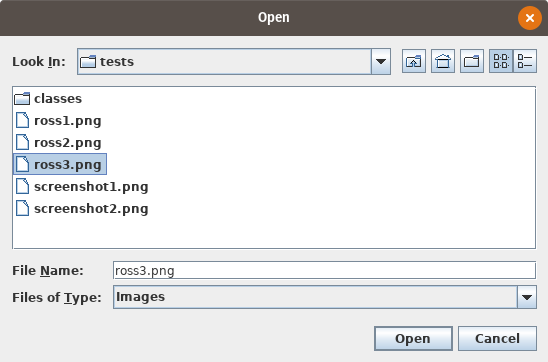 Open
Look In: tests
classes
ross1.png
ross2.png
ross3.png
screenshot1.png
screenshot2.png
File Name: ross3.png
Files of Type: Images
Open Cancel